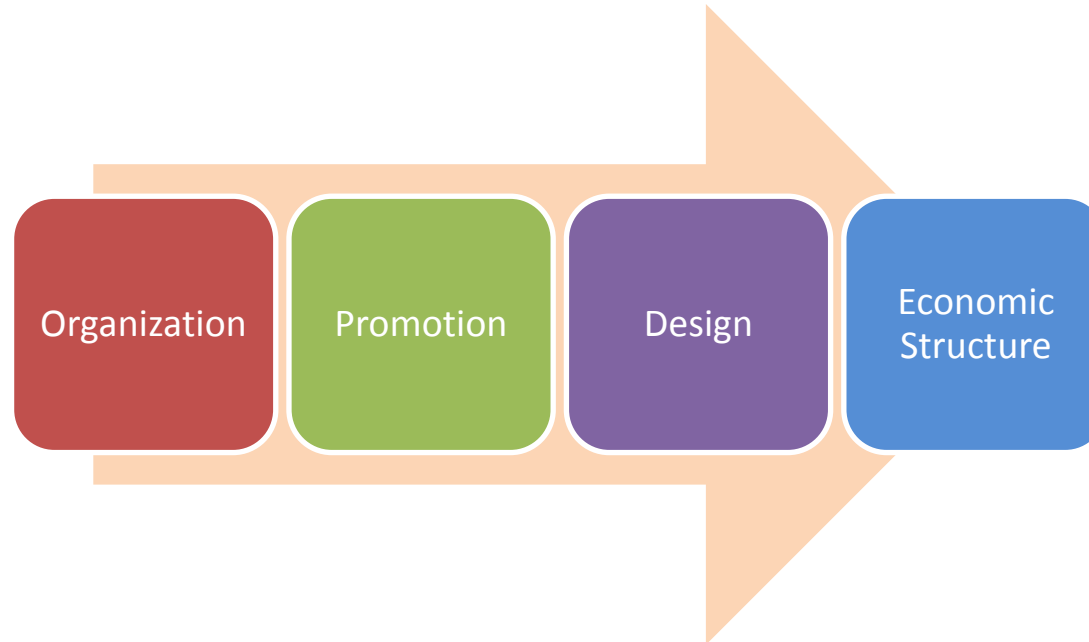 Organization
Promotion
Design
Economic
Structure